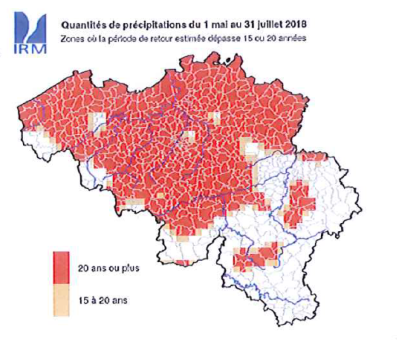 Quantités de précipitations du 1 mai au 31 juillet 2018
Zones où la période de retour estimée dépasse 15 ou 20 années
IRM
20 ans ou plus
15 à 20 ans